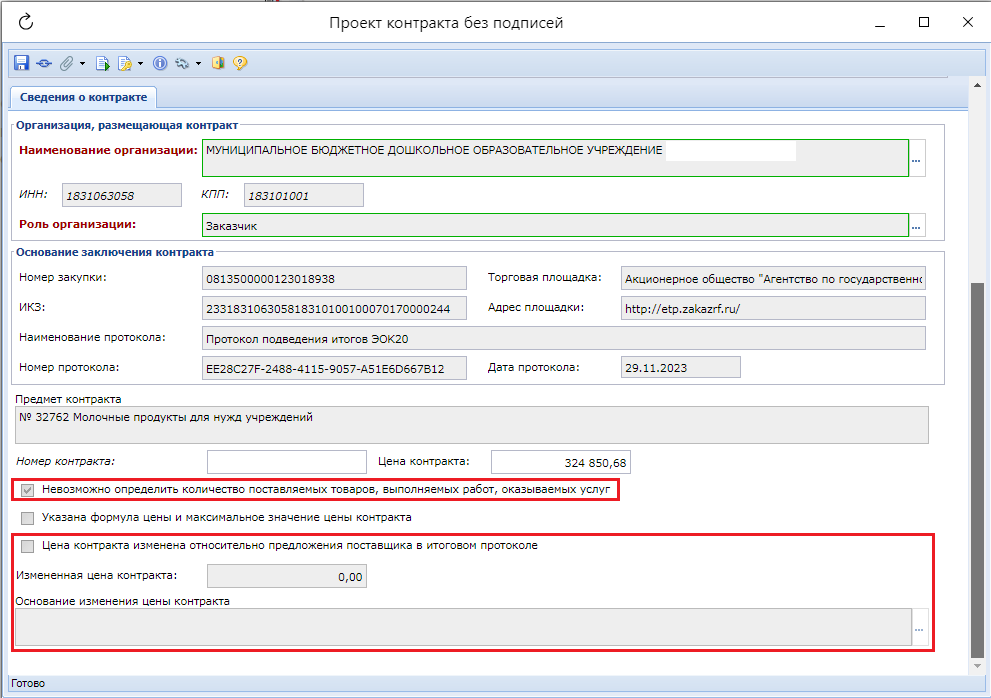 Проект контракта без подписей
Сведения о контракте
Организация, размещающая контракт
Наименование организации: МУНИЦИПАЛЬНОЕ БЮДЖЕТНОЕ ДОШКОЛЬНОЕ ОБРАЗОВАТЕЛЬНОЕ УЧРЕЖДЕНИЕ ...
ИНН: 1831063058 КПП: 183101001
Роль организации: Заказчик ...
Основание заключения контракта
Номер закупки: 0813500000123018938 Торговая площадка: Акционерное общество "Агентство по государственно
ИКЗ: 233183106305818310100100070170000244 Адрес площадки: http://etp.zakazrf.ru/
Наименование протокола: Протокол подведения итогов ЭОК20
Номер протокола: EE28C27F-2488-4115-9057-A51E6D667B12 Дата протокола: 29.11.2023
Предмет контракта
№ 32762 Молочные продукты для нужд учреждений
Номер контракта: Цена контракта: 324 850,68
Невозможно определить количество поставляемых товаров, выполняемых работ, оказываемых услуг
Указана формула цены и максимальное значение цены контракта
Цена контракта изменена относительно предложения поставщика в итоговом протоколе
Измененная цена контракта: 0,00
Основание изменения цены контракта
...
Готово